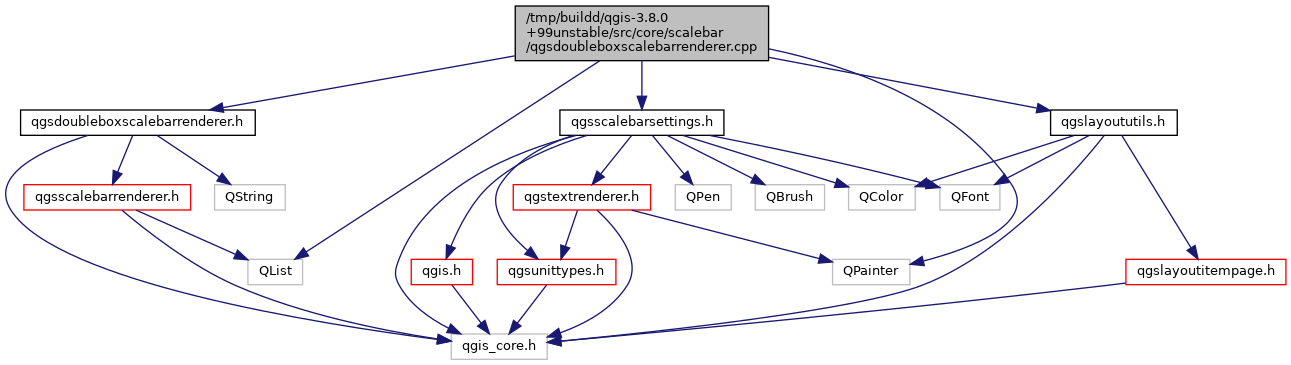 /tmp/buildd/qgis-3.8.0
+99unstable/src/core/scalebar
/qgsdoubleboxscalebarrenderer.cpp
qgsdoubleboxscalebarrenderer.h
qgsscalebarsettings.h
qgslayoututils.h
qgsscalebarrenderer.h
QString
qgstextrenderer.h
QPen
QBrush
QColor
QFont
QList
qgis.h
qgsunittypes.h
QPainter
qgslayoutitempage.h
qgis_core.h